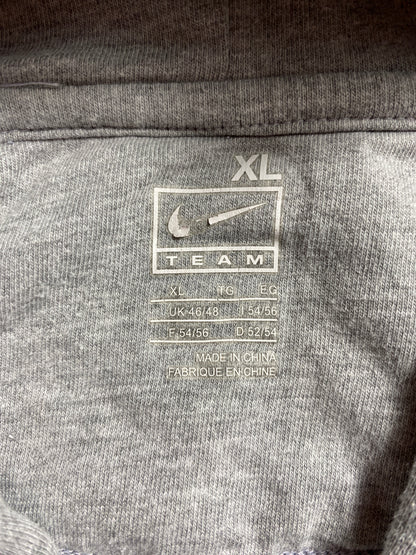 XL
TEAM
XL TG EG
UK 46/48 I 54/56
F 54/56 D 52/54
MADE IN CHINA
FABRIQUE EN CHINE